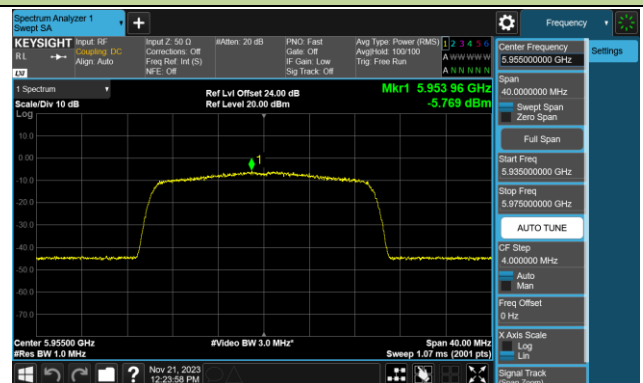 Spectrum Analyzer 1
Swept SA
Frequency
KEYSIGHT
RL
LXI
Input: RF
Coupling: DC
Align: Auto
Input Z: 50 Ω
Corrections: Off
Freq Ref: Int (S)
NFE: Off
#Atten: 20 dB
PNO: Fast
Gate: Off
IF Gain: Low
Sig Track: Off
Avg Type: Power (RMS)
Avg|Hold: 100/100
Trig: Free Run
1 2 3 4 5 6
A W W W W W
A N N N N N
1 Spectrum
Scale/Div 10 dB
Log
Ref Lvl Offset 24.00 dB
Ref Level 20.00 dBm
Mkr1 5.953 96 GHz
-5.769 dBm
10.0
0.00
-10.0
-20.0
-30.0
-40.0
-50.0
-60.0
-70.0
1
Center 5.95500 GHz
#Res BW 1.0 MHz
#Video BW 3.0 MHz*
Span 40.00 MHz
Sweep 1.07 ms (2001 pts)
Nov 21, 2023
12:23:58 PM
Center Frequency
5.955000000 GHz
Span
40.0000000 MHz
Swept Span
Zero Span
Full Span
Start Freq
5.935000000 GHz
Stop Freq
5.975000000 GHz
AUTO TUNE
CF Step
4.000000 MHz
Auto
Man
Freq Offset
0 Hz
X Axis Scale
Log
Lin
Signal Track
(Span Zoom)
Settings